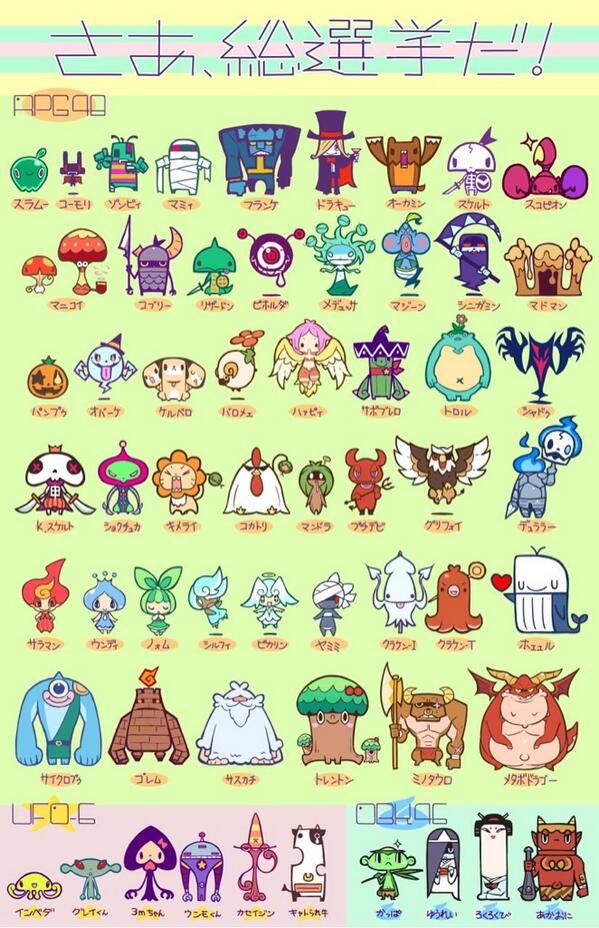 さあ、総選挙だ！
RPG48
スラムー コーモリ ゾンビィ マミィ フランケ ドラキュー オーカミン スケルト スコピオン
マニコイ コブリー リザードン ビホルダ メデューサ マジーン シニガミン マドマン
パンプゥ オバーケ ケルベロ バロメェ ハァピィ サボブレロ トロル シャドゥ
K.スケルト ショクチュカ キメライ コカトリ マンドラ プチデビ グリフォイ デュララー
サラマン ウンディ ノォム シルフィ ピカリン ヤミミ クラケン-I クラケン-T ホェェル
サイクロプゥ ゴレム サスカチ トレントン ミノタウロ メタボドラゴー
UFO-6 OBK46
インベダ グレイくん 3mちゃん ウンモくん カセイジン キャトられ牛 かっぱ ゆうれい ろくろくび あかおに